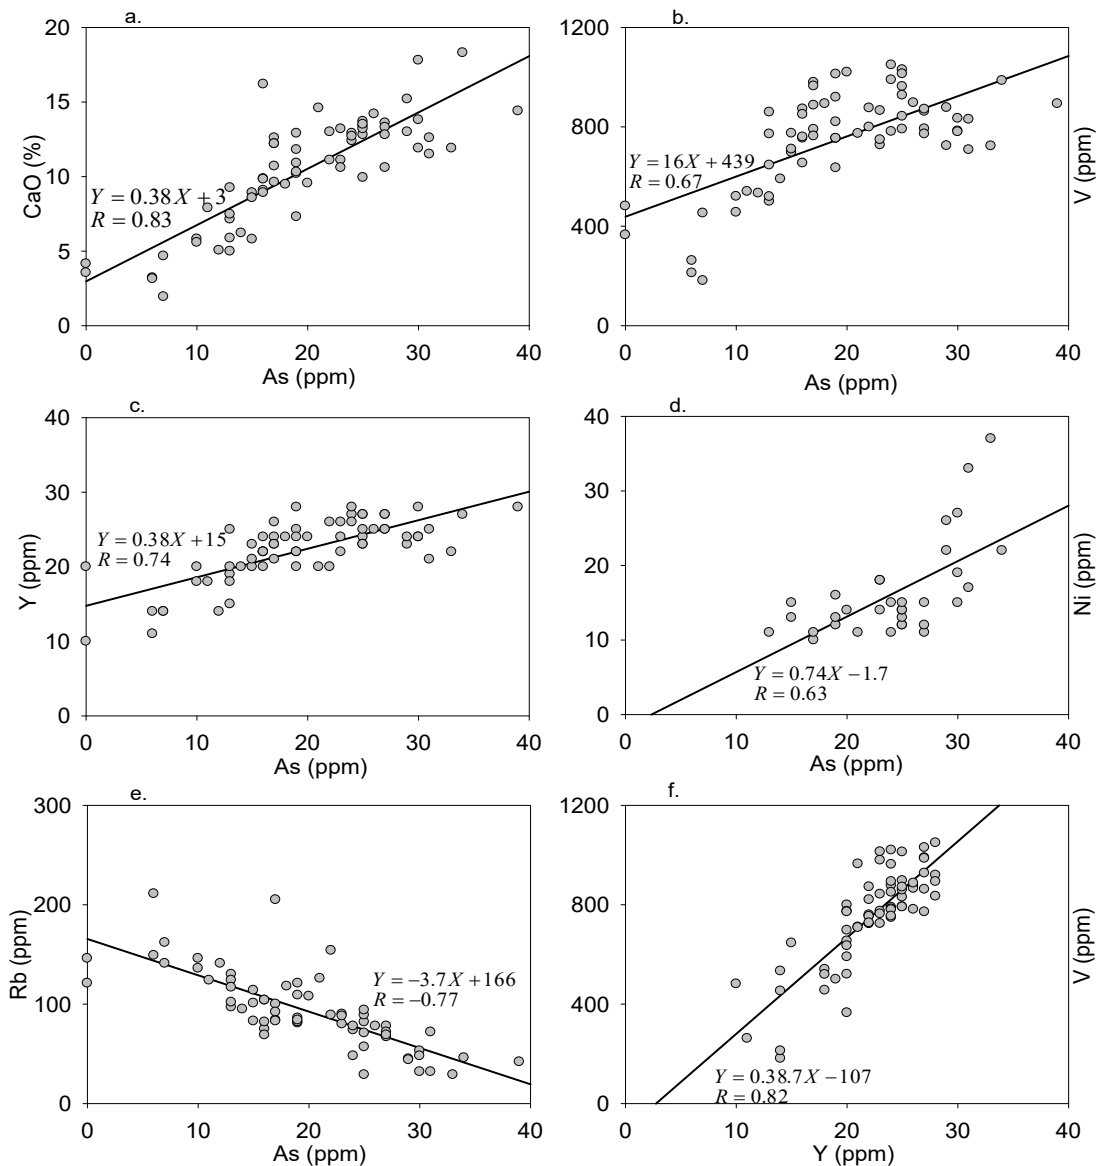 a.
20
15
10
5
0
CaO (%)
Y = 0.38X + 3
R = 0.83
0 10 20 30 40
As (ppm)
b.
1200
800
400
0
V (ppm)
Y = 16X + 439
R = 0.67
0 10 20 30 40
As (ppm)
c.
40
30
20
10
0
Y (ppm)
Y = 0.38X + 15
R = 0.74
0 10 20 30 40
As (ppm)
d.
40
30
20
10
0
Ni (ppm)
Y = 0.74X − 1.7
R = 0.63
0 10 20 30 40
As (ppm)
e.
300
200
100
0
Rb (ppm)
Y = −3.7X + 166
R = −0.77
0 10 20 30 40
As (ppm)
f.
1200
800
400
0
V (ppm)
Y = 0.38.7X − 107
R = 0.82
0 10 20 30 40
Y (ppm)